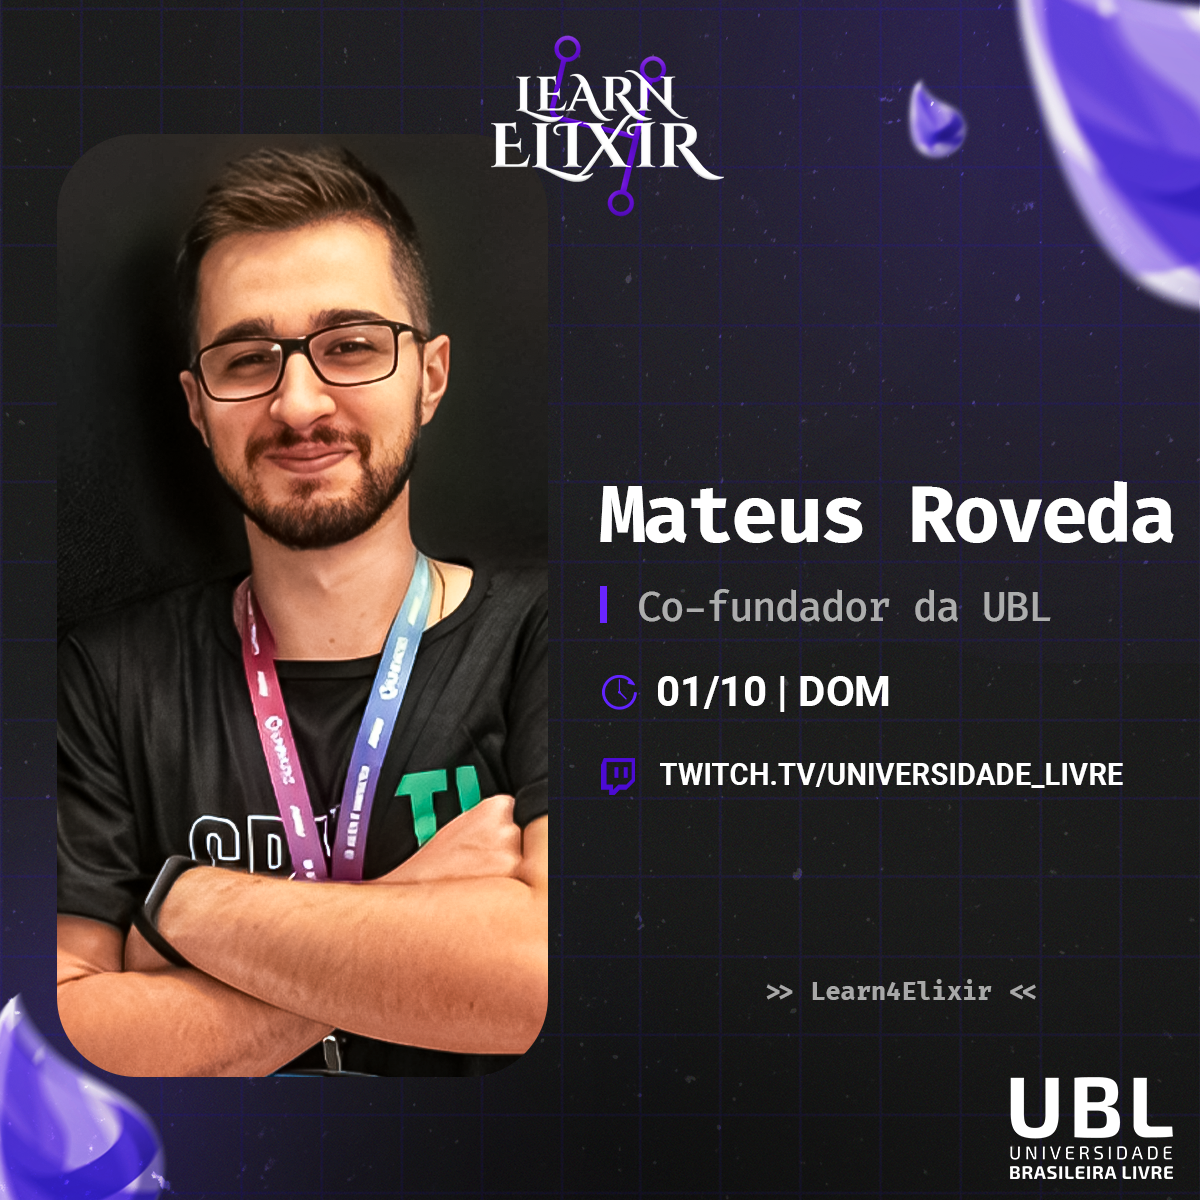 LEARN
ELIXIR
Mateus Roveda
Co-fundador da UBL
01/10 | DOM
TWITCH.TV/UNIVERSIDADE_LIVRE
>> Learn4Elixir <<
UBL
UNIVERSIDADE
BRASILEIRA LIVRE